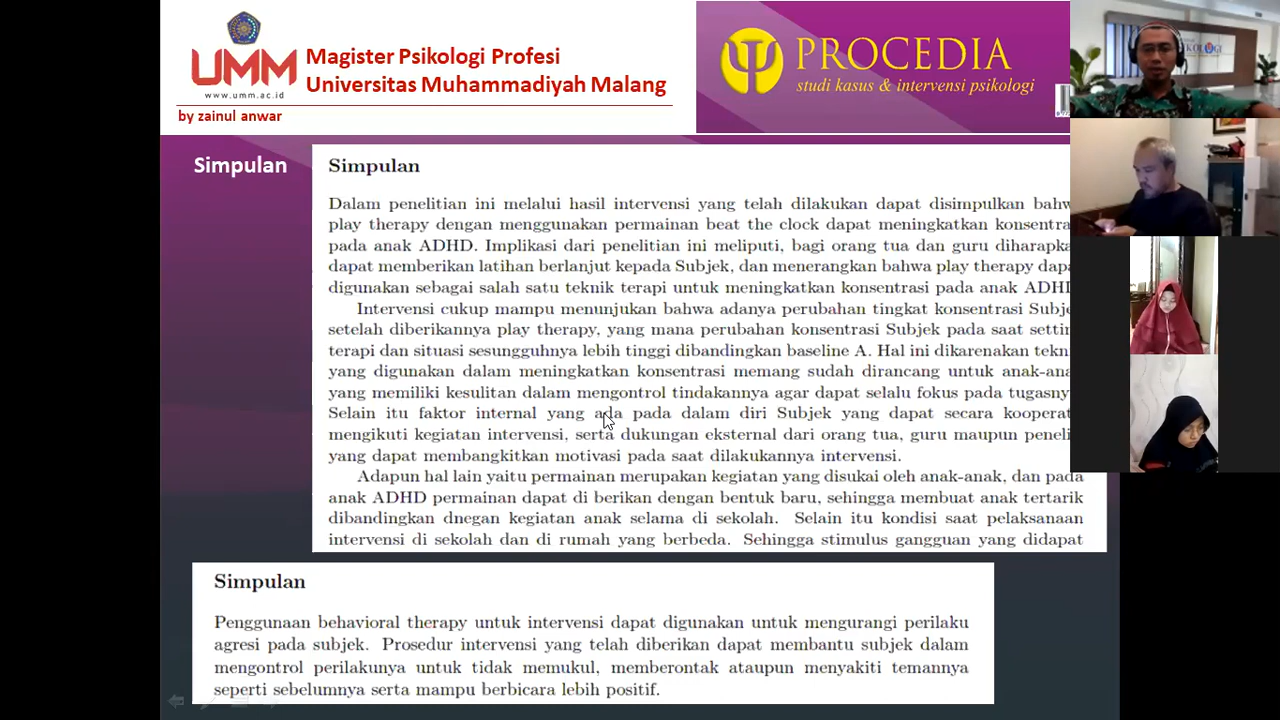 UMM
www.umm.ac.id
Magister Psikologi Profesi
Universitas Muhammadiyah Malang
by zainul anwar
PROCEDIA
studi kasus & intervensi psikologi
Simpulan
Simpulan
Dalam penelitian ini melalui hasil intervensi yang telah dilakukan dapat disimpulkan bahw
play therapy dengan menggunakan permainan beat the clock dapat meningkatkan konsentra
pada anak ADHD. Implikasi dari penelitian ini meliputi, bagi orang tua dan guru diharapka
dapat memberikan latihan berlanjut kepada Subjek, dan menerangkan bahwa play therapy dapa
digunakan sebagai salah satu teknik terapi untuk meningkatkan konsentrasi pada anak ADHD
Intervensi cukup mampu menunjukan bahwa adanya perubahan tingkat konsentrasi Subje
setelah diberikannya play therapy, yang mana perubahan konsentrasi Subjek pada saat settin
terapi dan situasi sesungguhnya lebih tinggi dibandingkan baseline A. Hal ini dikarenakan tekni
yang digunakan dalam meningkatkan konsentrasi memang sudah dirancang untuk anak-ana
yang memiliki kesulitan dalam mengontrol tindakannya agar dapat selalu fokus pada tugasny
Selain itu faktor internal yang ada pada dalam diri Subjek yang dapat secara kooperat
mengikuti kegiatan intervensi, serta dukungan eksternal dari orang tua, guru maupun peneli
yang dapat membangkitkan motivasi pada saat dilakukannya intervensi.
Adapun hal lain yaitu permainan merupakan kegiatan yang disukai oleh anak-anak, dan pada
anak ADHD permainan dapat di berikan dengan bentuk baru, sehingga membuat anak tertarik
dibandingkan dnegan kegiatan anak selama di sekolah. Selain itu kondisi saat pelaksanaan
intervensi di sekolah dan di rumah yang berbeda. Sehingga stimulus gangguan yang didapat
Simpulan
Penggunaan behavioral therapy untuk intervensi dapat digunakan untuk mengurangi perilaku
agresi pada subjek. Prosedur intervensi yang telah diberikan dapat membantu subjek dalam
mengontrol perilakunya untuk tidak memukul, memberontak ataupun menyakiti temannya
seperti sebelumnya serta mampu berbicara lebih positif.